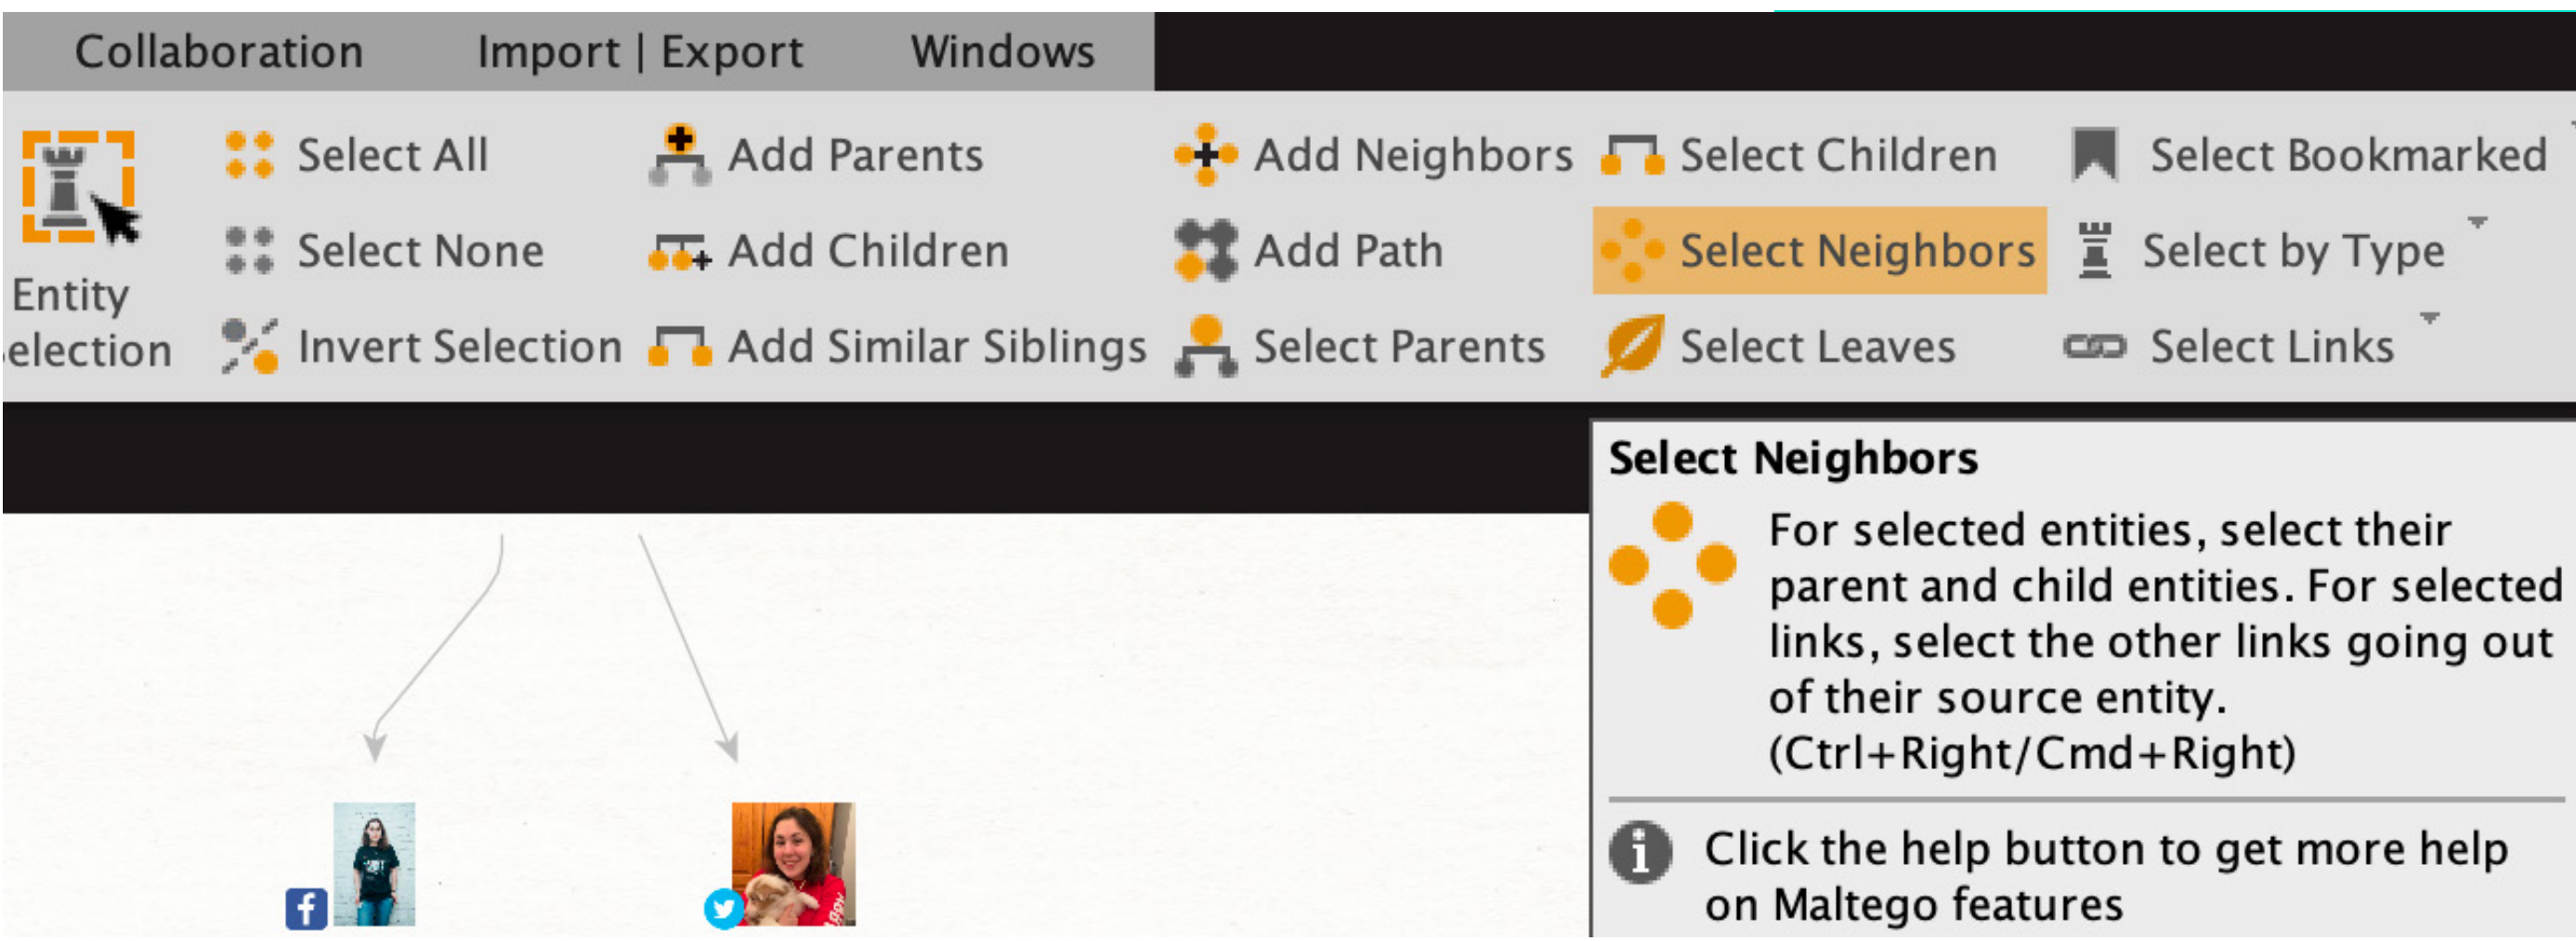 Collaboration Import | Export Windows
Select All Add Parents Add Neighbors Select Children Select Bookmarked
Select None Add Children Add Path Select Neighbors Select by Type
Entity
election Invert Selection Add Similar Siblings Select Parents Select Leaves Select Links
Select Neighbors
For selected entities, select their
parent and child entities. For selected
links, select the other links going out
of their source entity.
(Ctrl+Right/Cmd+Right)
Click the help button to get more help
on Maltego features